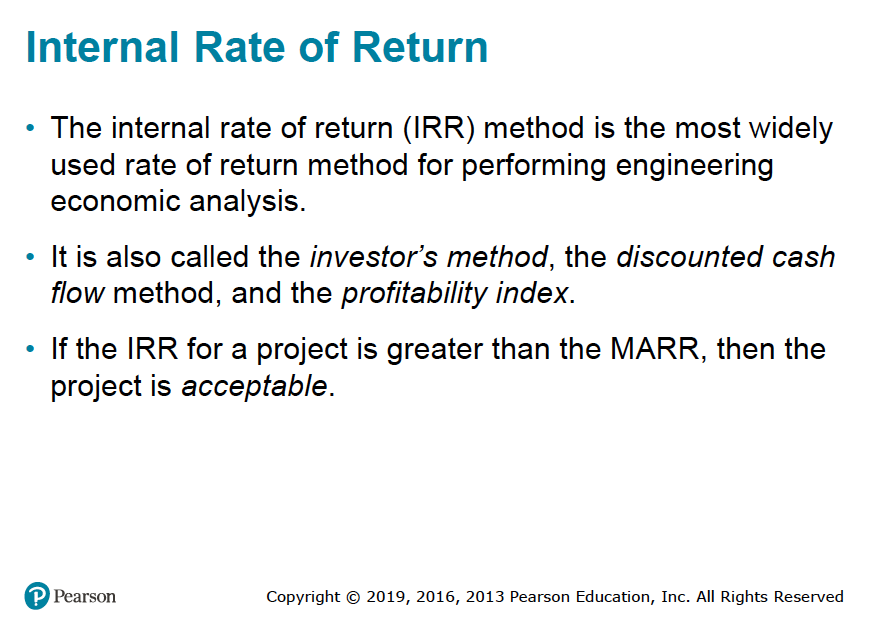 Internal Rate of Return
• The internal rate of return (IRR) method is the most widely
used rate of return method for performing engineering
economic analysis.
• It is also called the investor’s method, the discounted cash
flow method, and the profitability index.
• If the IRR for a project is greater than the MARR, then the
project is acceptable.
Pearson
Copyright © 2019, 2016, 2013 Pearson Education, Inc. All Rights Reserved